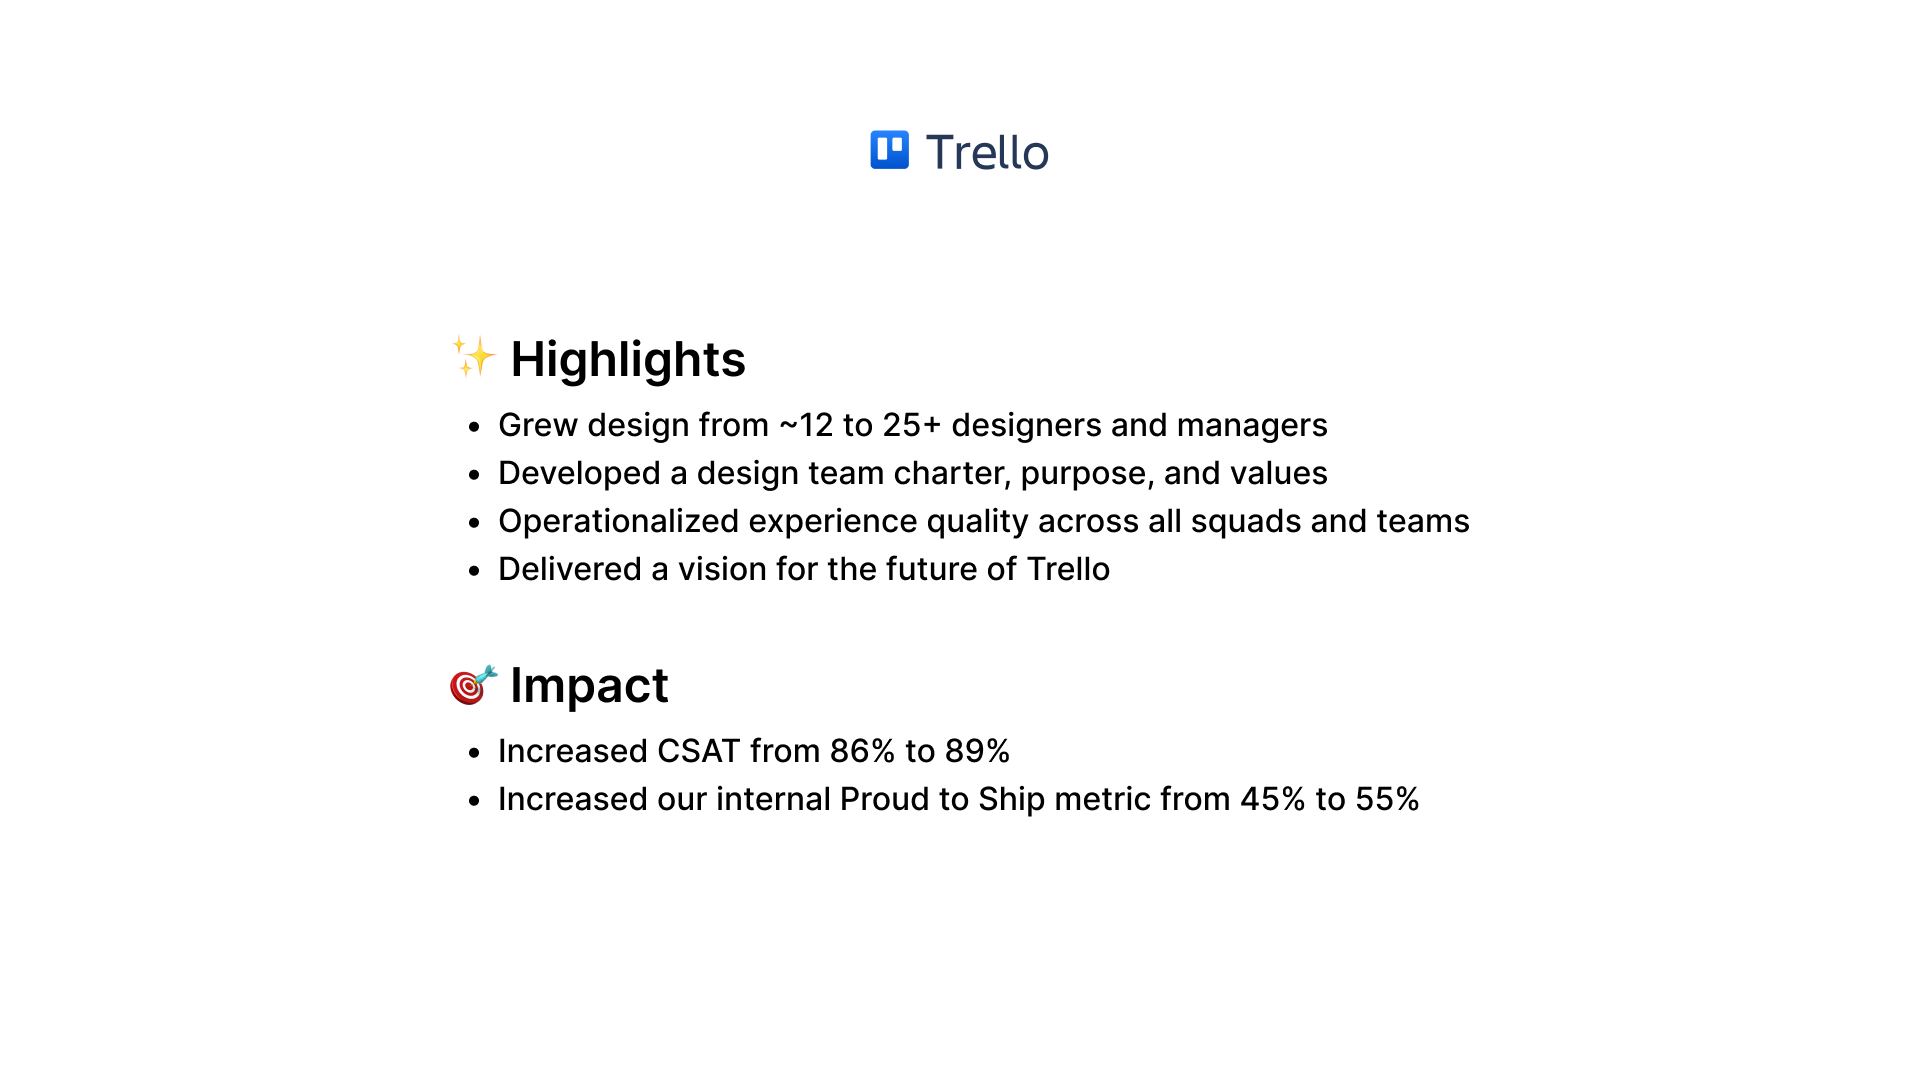 Trello
✨ Highlights
• Grew design from ~12 to 25+ designers and managers
• Developed a design team charter, purpose, and values
• Operationalized experience quality across all squads and teams
• Delivered a vision for the future of Trello
🎯 Impact
• Increased CSAT from 86% to 89%
• Increased our internal Proud to Ship metric from 45% to 55%